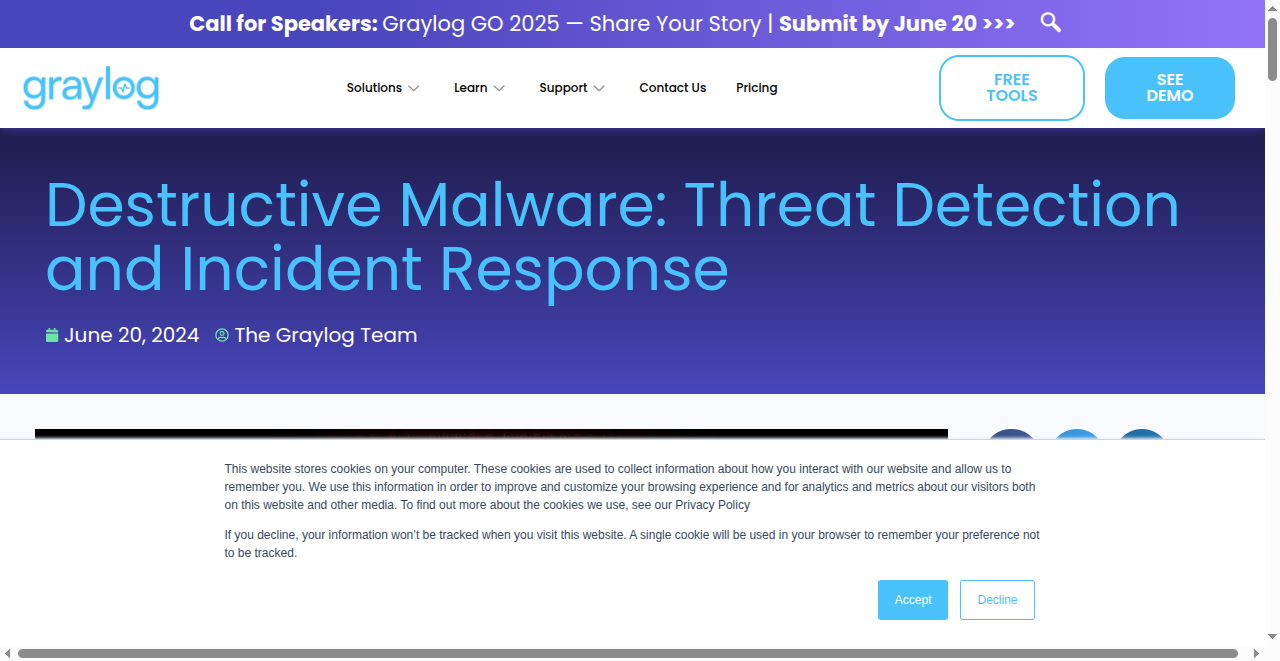 Call for Speakers: Graylog GO 2025 — Share Your Story | Submit by June 20 >>>
graylog
Solutions
Learn
Support
Contact Us
Pricing
FREE
TOOLS
SEE
DEMO
Destructive Malware: Threat Detection
and Incident Response
June 20, 2024
The Graylog Team
This website stores cookies on your computer. These cookies are used to collect information about how you interact with our website and allow us to
remember you. We use this information in order to improve and customize your browsing experience and for analytics and metrics about our visitors both
on this website and other media. To find out more about the cookies we use, see our Privacy Policy
If you decline, your information won’t be tracked when you visit this website. A single cookie will be used in your browser to remember your preference not
to be tracked.
Accept
Decline